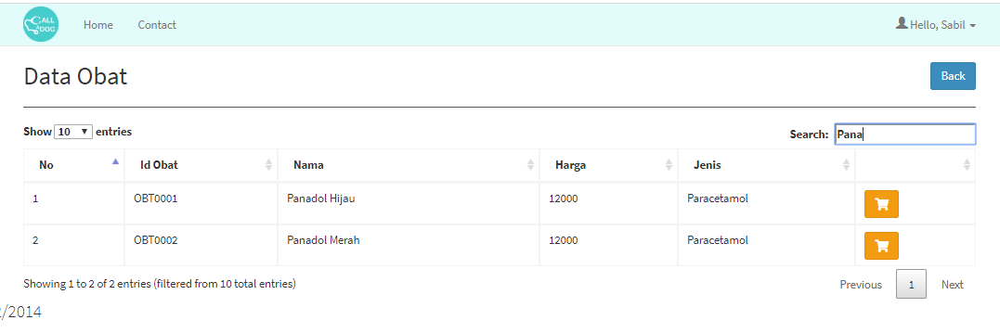 CALL DOC Home Contact Hello, Sabil
Data Obat Back
Show 10 entries Search: Pana
No Id Obat Nama Harga Jenis
1 OBT0001 Panadol Hijau 12000 Paracetamol
2 OBT0002 Panadol Merah 12000 Paracetamol
Showing 1 to 2 of 2 entries (filtered from 10 total entries) Previous 1 Next
/2014